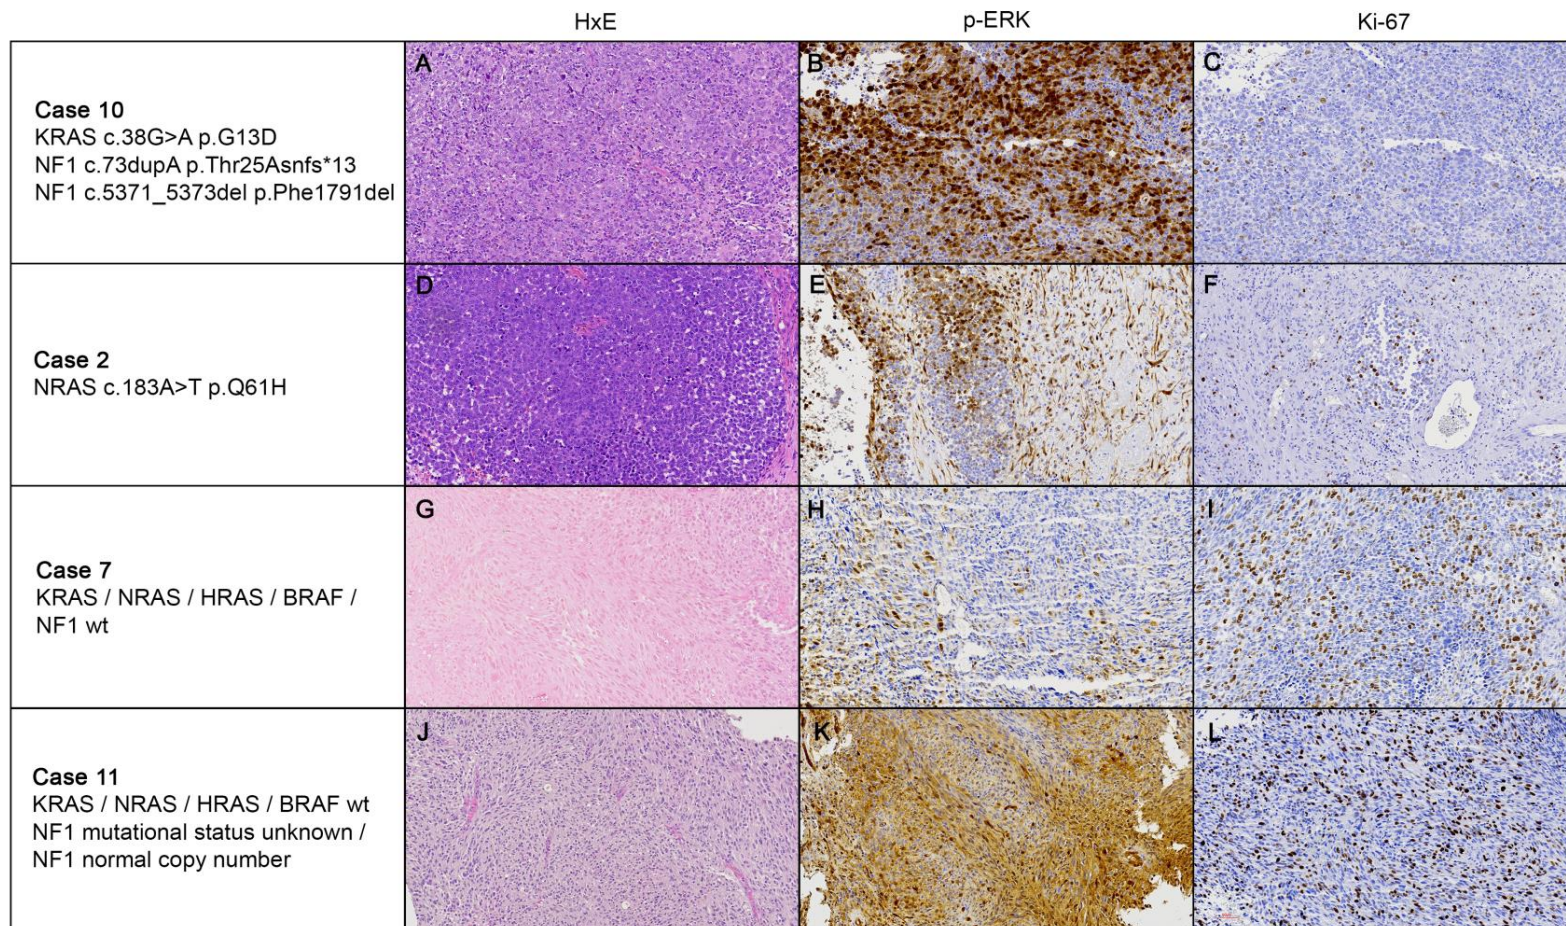 HxE
p-ERK
Ki-67
Case 10
KRAS c.38G>A p.G13D
NF1 c.73dupA p.Thr25Asnfs*13
NF1 c.5371_5373del p.Phe1791del
A
B
C
Case 2
NRAS c.183A>T p.Q61H
D
E
F
Case 7
KRAS / NRAS / HRAS / BRAF /
NF1 wt
G
H
I
Case 11
KRAS / NRAS / HRAS / BRAF wt
NF1 mutational status unknown /
NF1 normal copy number
J
K
L